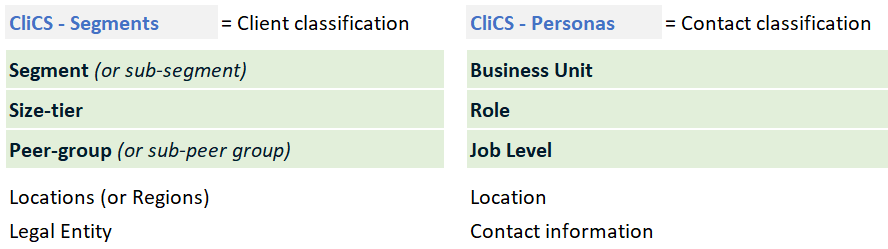 CliCS - Segments = Client classification
Segment (or sub-segment)
Size-tier
Peer-group (or sub-peer group)
Locations (or Regions)
Legal Entity
CliCS - Personas = Contact classification
Business Unit
Role
Job Level
Location
Contact information